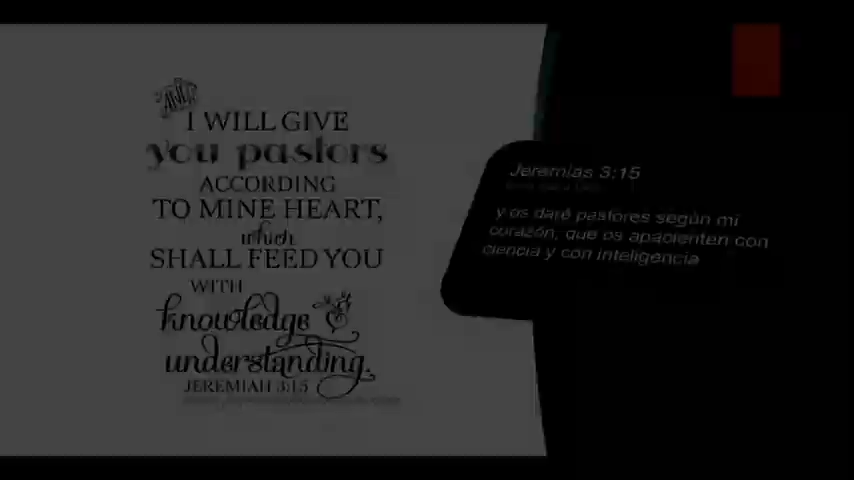 AND
I WILL GIVE
you pastors
ACCORDING
TO MINE HEART,
which
SHALL FEED YOU
WITH
knowledge
understanding.
JEREMIAH 3:15
Jeremías 3:15
y os daré pastores según mi
corazón, que os apacienten con
ciencia y con inteligencia